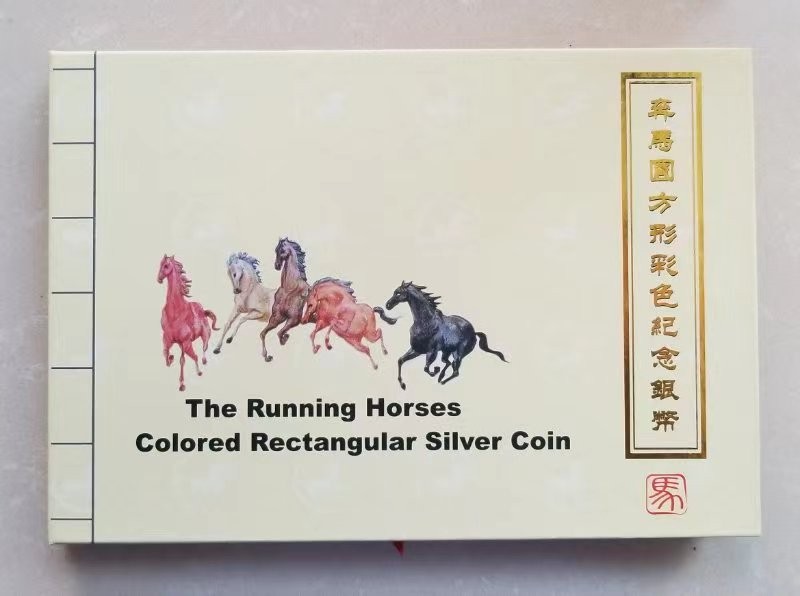 奔馬圖方形彩色紀念銀幣
馬
The Running Horses
Colored Rectangular Silver Coin